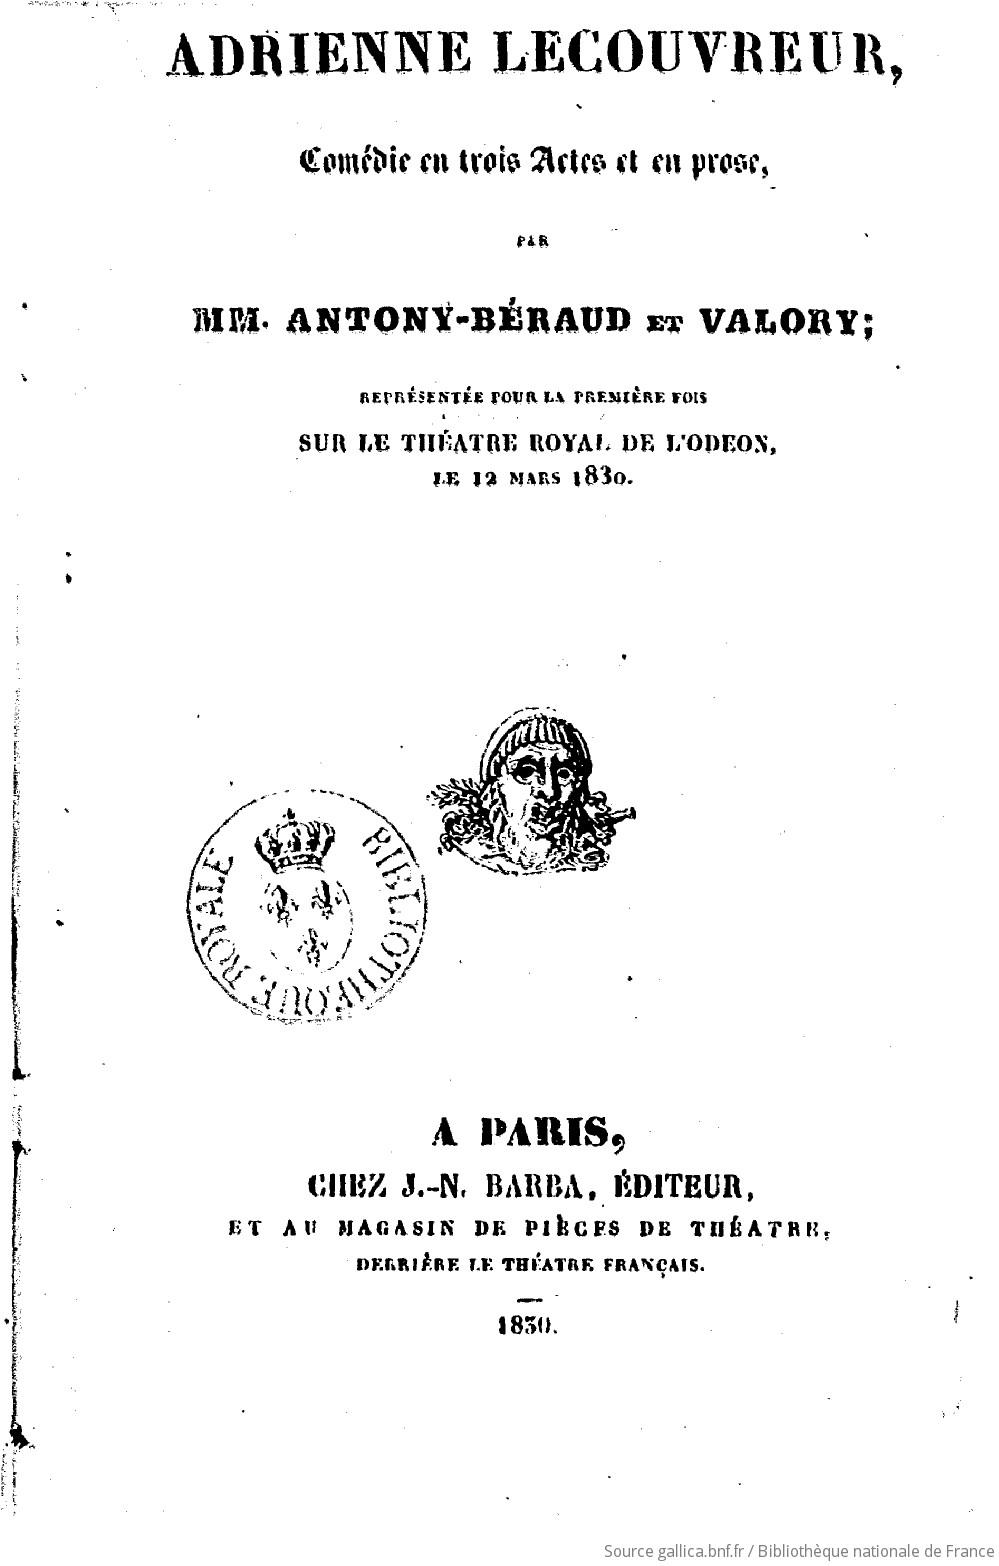 ADRIENNE LECOUVREUR,
Comédie en trois Actes et en prose,
PAR
MM. ANTONY-BÉRAUD ET VALORY;
REPRÉSENTÉE POUR LA PREMIÈRE FOIS
SUR LE THÉATRE ROYAL DE L'ODEON,
LE 12 MARS 1830.
BIBLIOTHEQUE ROYALE
A PARIS,
CHEZ J.-N. BARBA, ÉDITEUR,
ET AU MAGASIN DE PIÈCES DE THÉATRE,
DERRIÈRE LE THÉATRE FRANÇAIS.
1830.
Source gallica.bnf.fr / Bibliothèque nationale de France